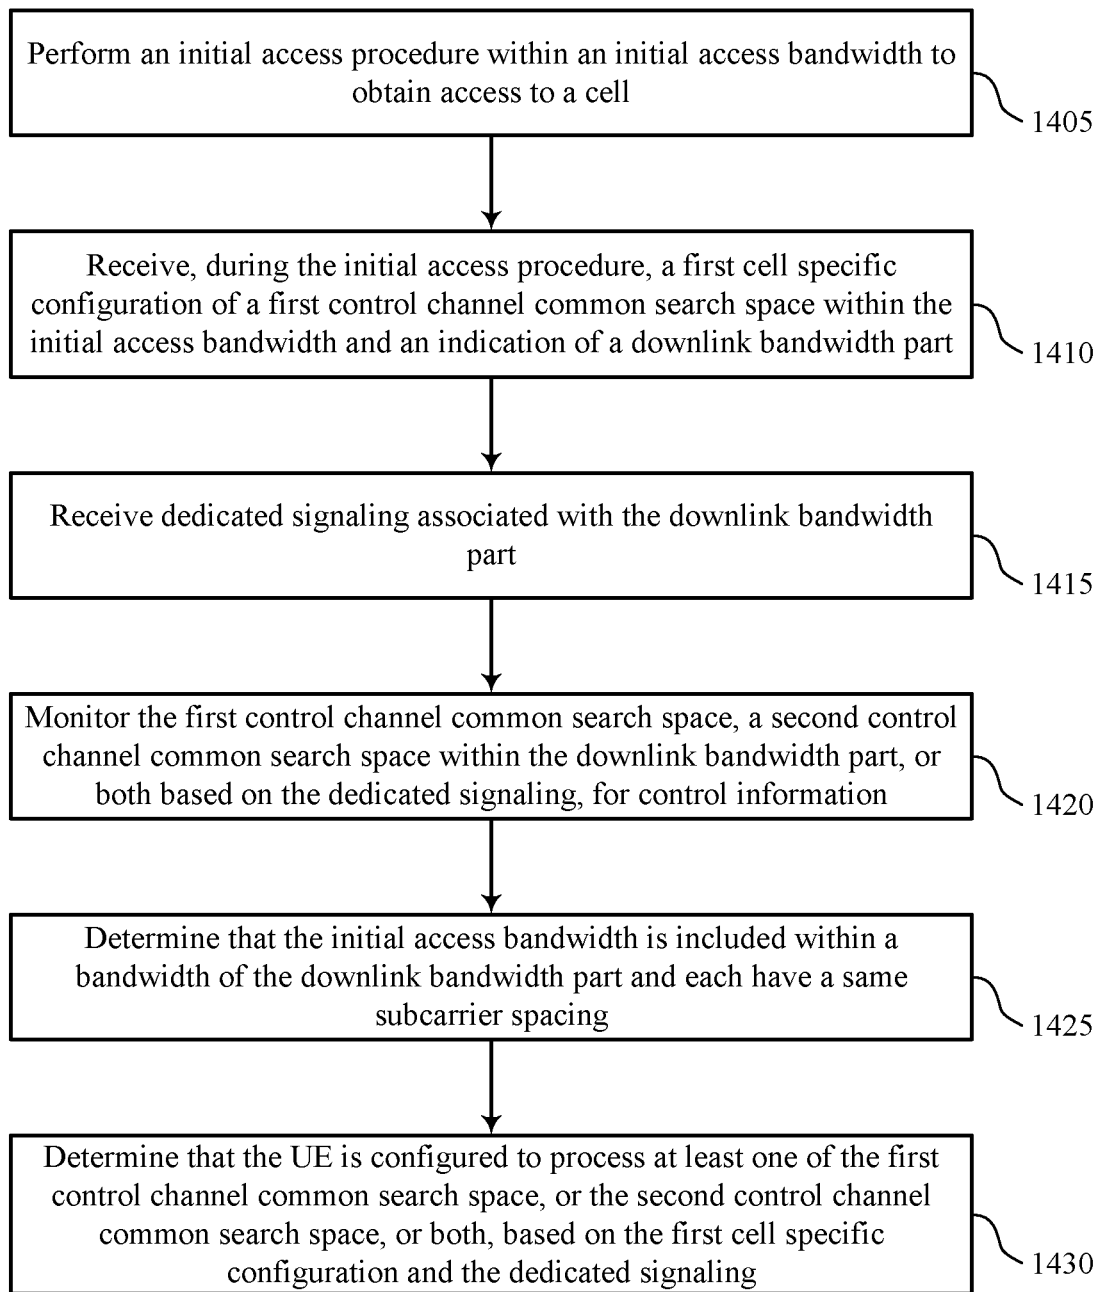 Perform an initial access procedure within an initial access bandwidth to
obtain access to a cell
1405
Receive, during the initial access procedure, a first cell specific
configuration of a first control channel common search space within the
initial access bandwidth and an indication of a downlink bandwidth part
1410
Receive dedicated signaling associated with the downlink bandwidth
part
1415
Monitor the first control channel common search space, a second control
channel common search space within the downlink bandwidth part, or
both based on the dedicated signaling, for control information
1420
Determine that the initial access bandwidth is included within a
bandwidth of the downlink bandwidth part and each have a same
subcarrier spacing
1425
Determine that the UE is configured to process at least one of the first
control channel common search space, or the second control channel
common search space, or both, based on the first cell specific
configuration and the dedicated signaling
1430